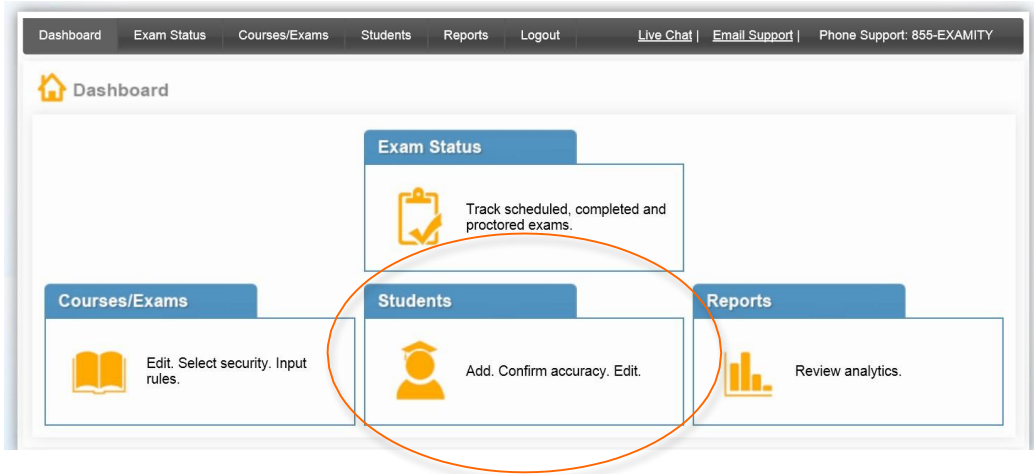 Dashboard Exam Status Courses/Exams Students Reports Logout Live Chat | Email Support | Phone Support: 855-EXAMITY
Dashboard
Exam Status
Track scheduled, completed and
proctored exams.
Courses/Exams
Edit. Select security. Input
rules.
Students
Add. Confirm accuracy. Edit.
Reports
Review analytics.